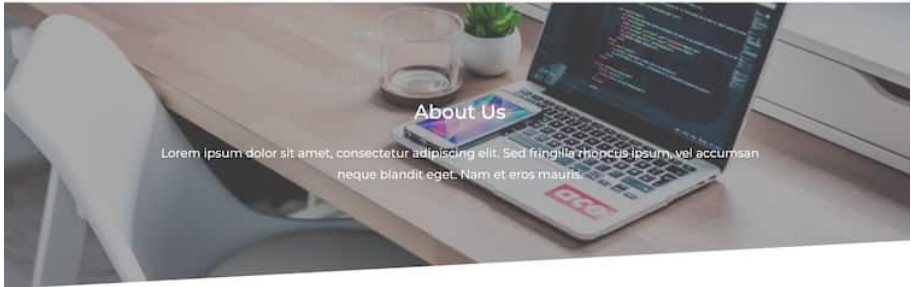 About Us
Lorem ipsum dolor sit amet, consectetur adipiscing elit. Sed fringilla rhoncus ipsum, vel accumsan
neque blandit eget. Nam et eros mauris.